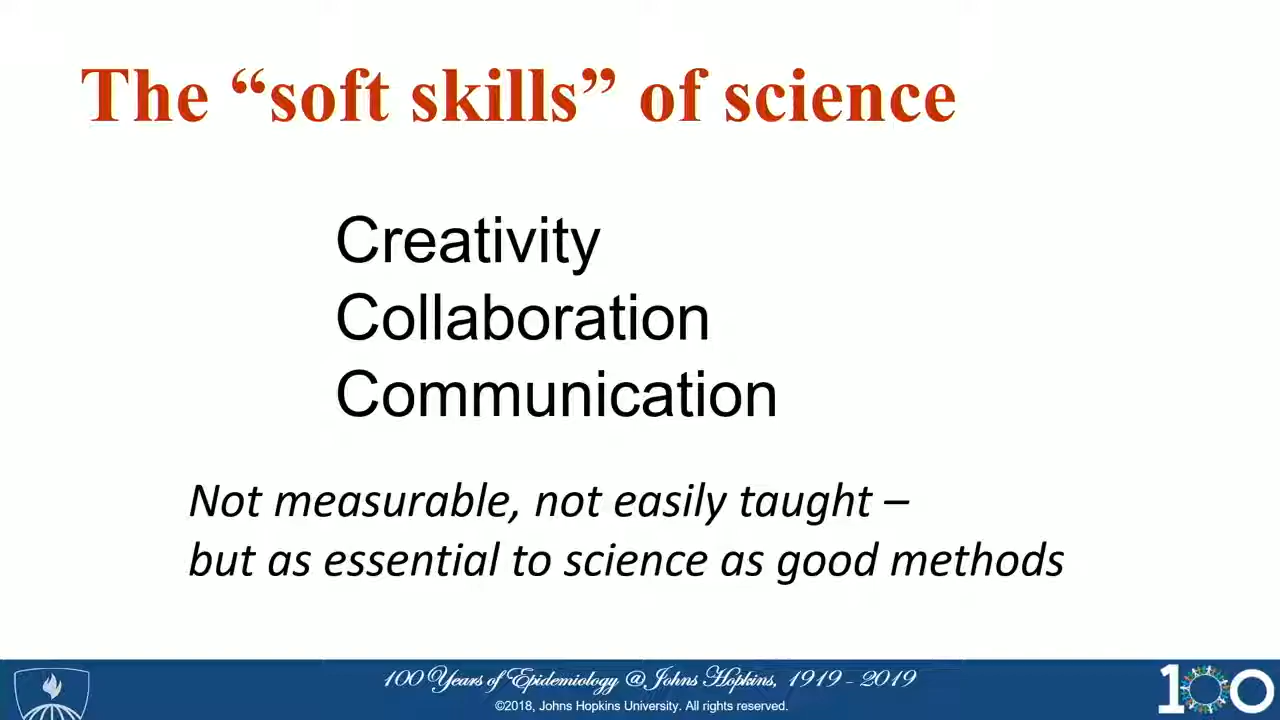 The “soft skills” of science
Creativity
Collaboration
Communication
Not measurable, not easily taught –
but as essential to science as good methods
100 Years of Epidemiology @ Johns Hopkins, 1919 - 2019
©2018, Johns Hopkins University. All rights reserved.
100